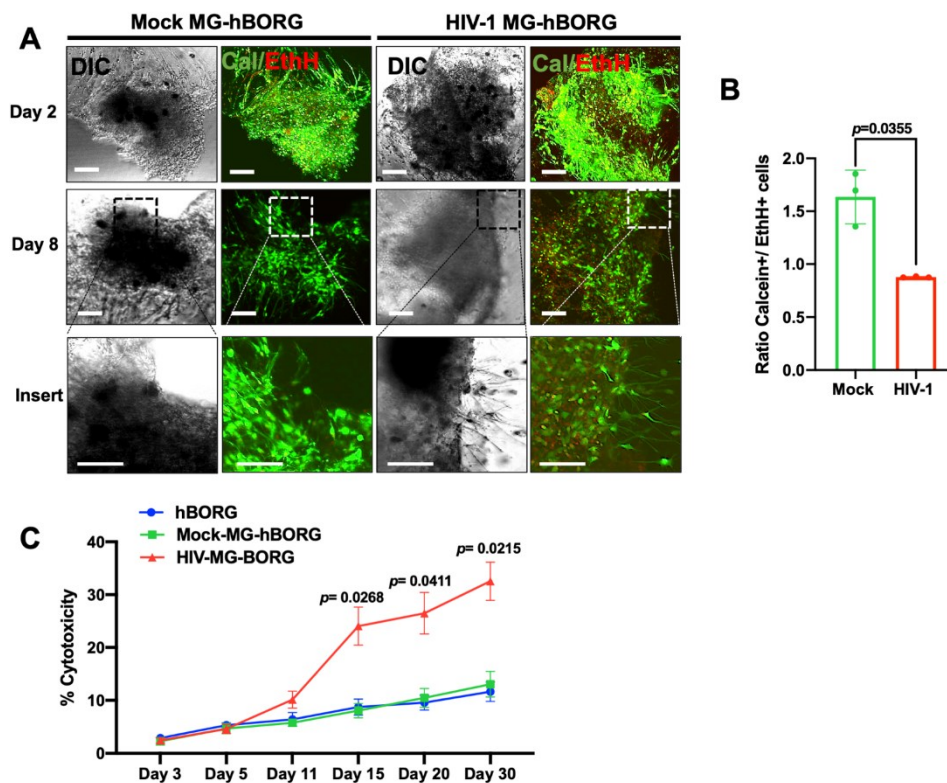 A
Mock MG-hBORG
HIV-1 MG-hBORG
DIC
Cal/EthH
DIC
Cal/EthH
Day 2
Day 8
Insert
B
p=0.0355
Ratio Calcein+/ EthH+ cells
2.0
1.5
1.0
0.5
0.0
Mock
HIV-1
C
hBORG
Mock-MG-hBORG
HIV-MG-BORG
% Cytotoxicity
40
30
20
10
0
p= 0.0268
p= 0.0411
p= 0.0215
Day 3
Day 5
Day 11
Day 15
Day 20
Day 30